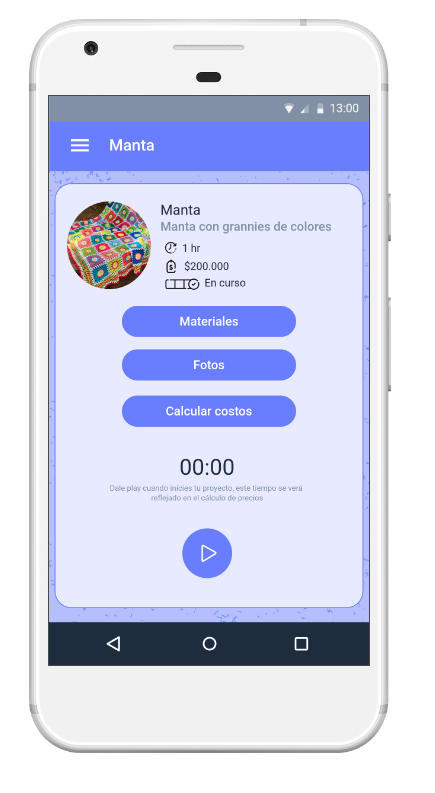 13:00
Manta
Manta
Manta con grannies de colores
1 hr
$200.000
En curso
Materiales
Fotos
Calcular costos
00:00
Dale play cuando inicies tu proyecto, este tiempo se verá
reflejado en el cálculo de precios